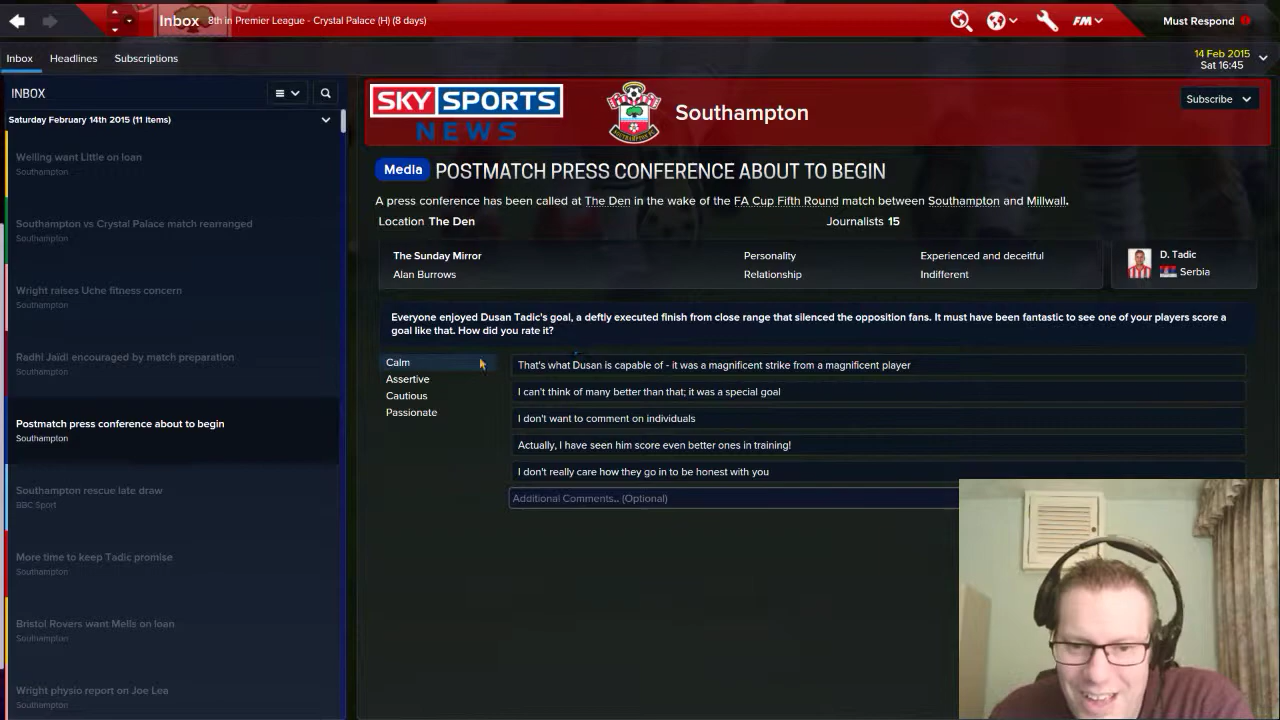 Inbox 8th in Premier League - Crystal Palace (H) (8 days)
FM
Must Respond
Inbox
Headlines
Subscriptions
14 Feb 2015
Sat 16:45
INBOX
Saturday February 14th 2015 (11 Items)
Welling want Little on loan
Southampton
Southampton vs Crystal Palace match rearranged
Southampton
Wright raises Uche fitness concern
Southampton
Radhi Jaïdi encouraged by match preparation
Southampton
Postmatch press conference about to begin
Southampton
Southampton rescue late draw
BBC Sport
More time to keep Tadic promise
Southampton
Bristol Rovers want Mells on loan
Southampton
Wright physio report on Joe Lea
Southampton
SKY SPORTS
NEWS
Southampton
Subscribe
Media POSTMATCH PRESS CONFERENCE ABOUT TO BEGIN
A press conference has been called at The Den in the wake of the FA Cup Fifth Round match between Southampton and Millwall.
Location The Den
Journalists 15
The Sunday Mirror
Personality
Experienced and deceitful
Alan Burrows
Relationship
Indifferent
D. Tadic
Serbia
Everyone enjoyed Dusan Tadic's goal, a deftly executed finish from close range that silenced the opposition fans. It must have been fantastic to see one of your players score a
goal like that. How did you rate it?
Calm
Assertive
Cautious
Passionate
That's what Dusan is capable of - it was a magnificent strike from a magnificent player
I can't think of many better than that; it was a special goal
I don't want to comment on individuals
Actually, I have seen him score even better ones in training!
I don't really care how they go in to be honest with you
Additional Comments.. (Optional)